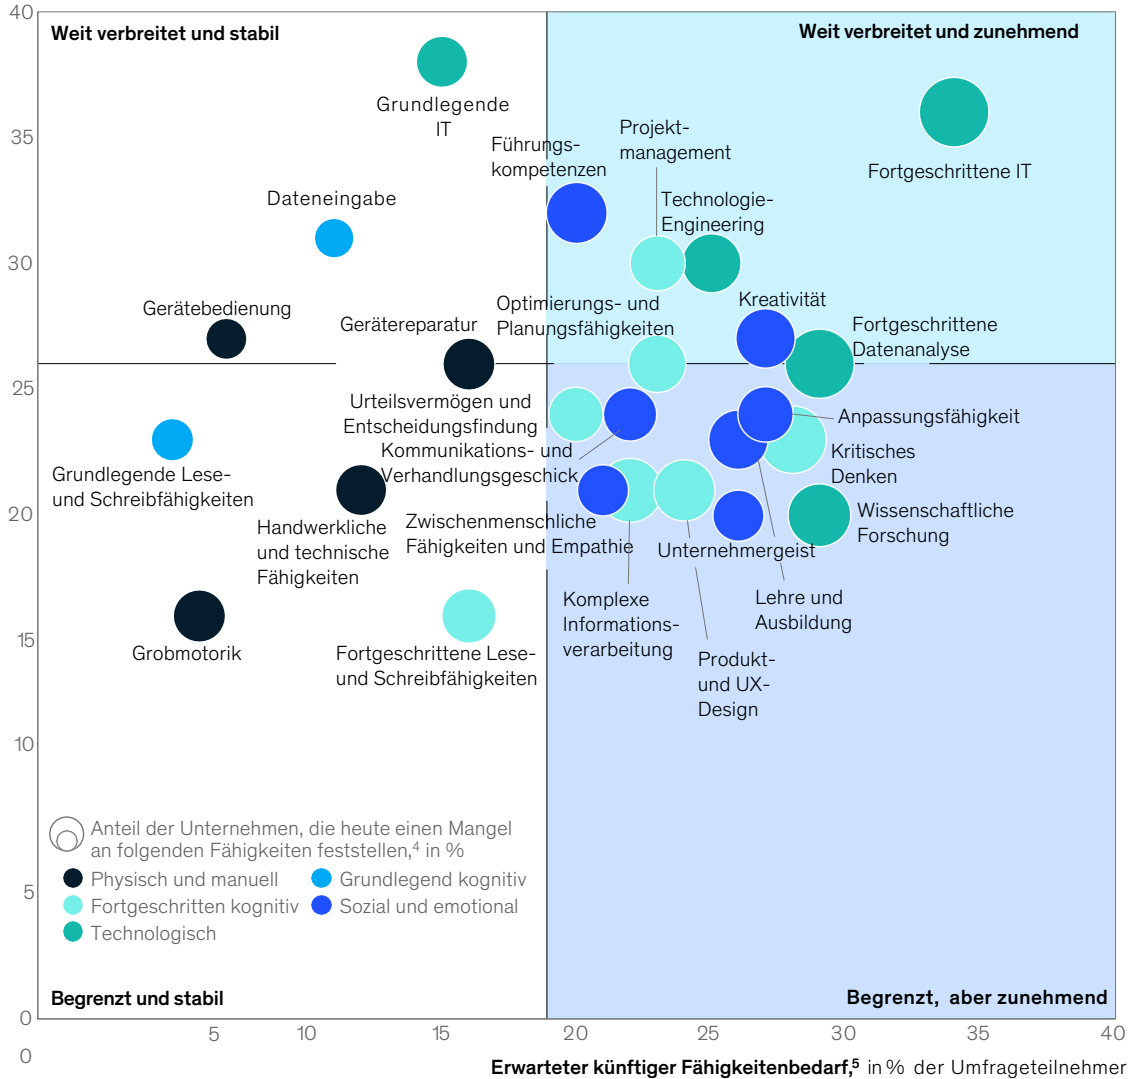 40
Weit verbreitet und stabil
Weit verbreitet und zunehmend
Grundlegende
IT
35
Projekt-
management
Führungs-
kompetenzen
Fortgeschrittene IT
Dateneingabe
Technologie-
Engineering
30
Gerätebedienung
Gerätereparatur
Optimierungs- und
Planungsfähigkeiten
Kreativität
Fortgeschrittene
Datenanalyse
25
Urteilsvermögen und
Entscheidungsfindung
Anpassungsfähigkeit
Kommunikations- und
Verhandlungsgeschick
Kritisches
Denken
Grundlegende Lese-
und Schreibfähigkeiten
20
Handwerkliche
und technische
Fähigkeiten
Zwischenmenschliche
Fähigkeiten und Empathie
Wissenschaftliche
Forschung
Unternehmergeist
Komplexe
Informations-
verarbeitung
Lehre und
Ausbildung
15
Grobmotorik
Fortgeschrittene Lese-
und Schreibfähigkeiten
Produkt-
und UX-
Design
10
Anteil der Unternehmen, die heute einen Mangel
an folgenden Fähigkeiten feststellen,⁴ in %
Physisch und manuell
Grundlegend kognitiv
5
Fortgeschritten kognitiv
Sozial und emotional
Technologisch
Begrenzt und stabil
Begrenzt, aber zunehmend
0
5 10 15 20 25 30 35 40
0
Erwarteter künftiger Fähigkeitenbedarf,⁵ in % der Umfrageteilnehmer